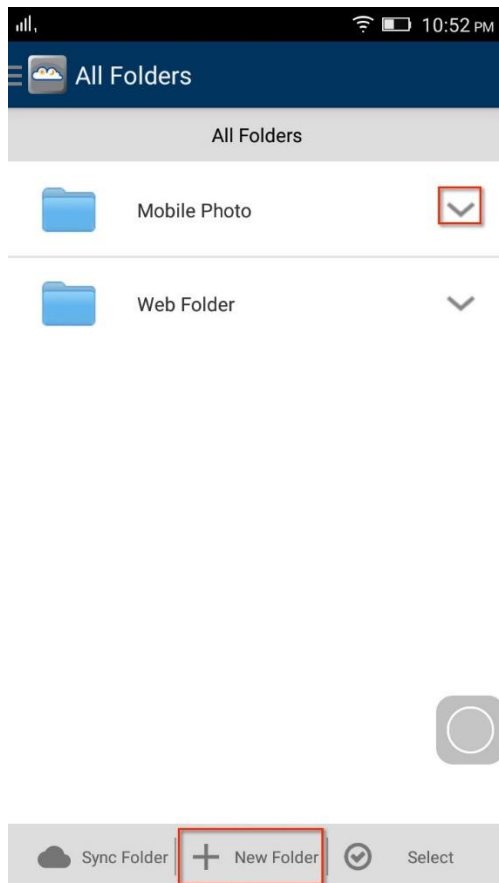 10:52 PM
All Folders
All Folders
Mobile Photo
Web Folder
Sync Folder New Folder Select